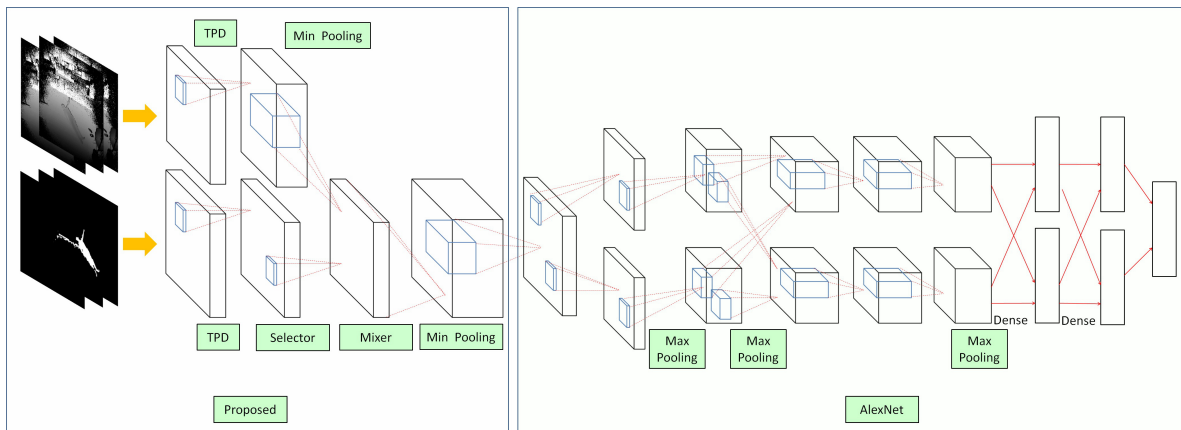 TPD
Min Pooling
TPD
Selector
Mixer
Min Pooling
Proposed
Max
Pooling
Max
Pooling
Dense
Dense
Max
Pooling
AlexNet